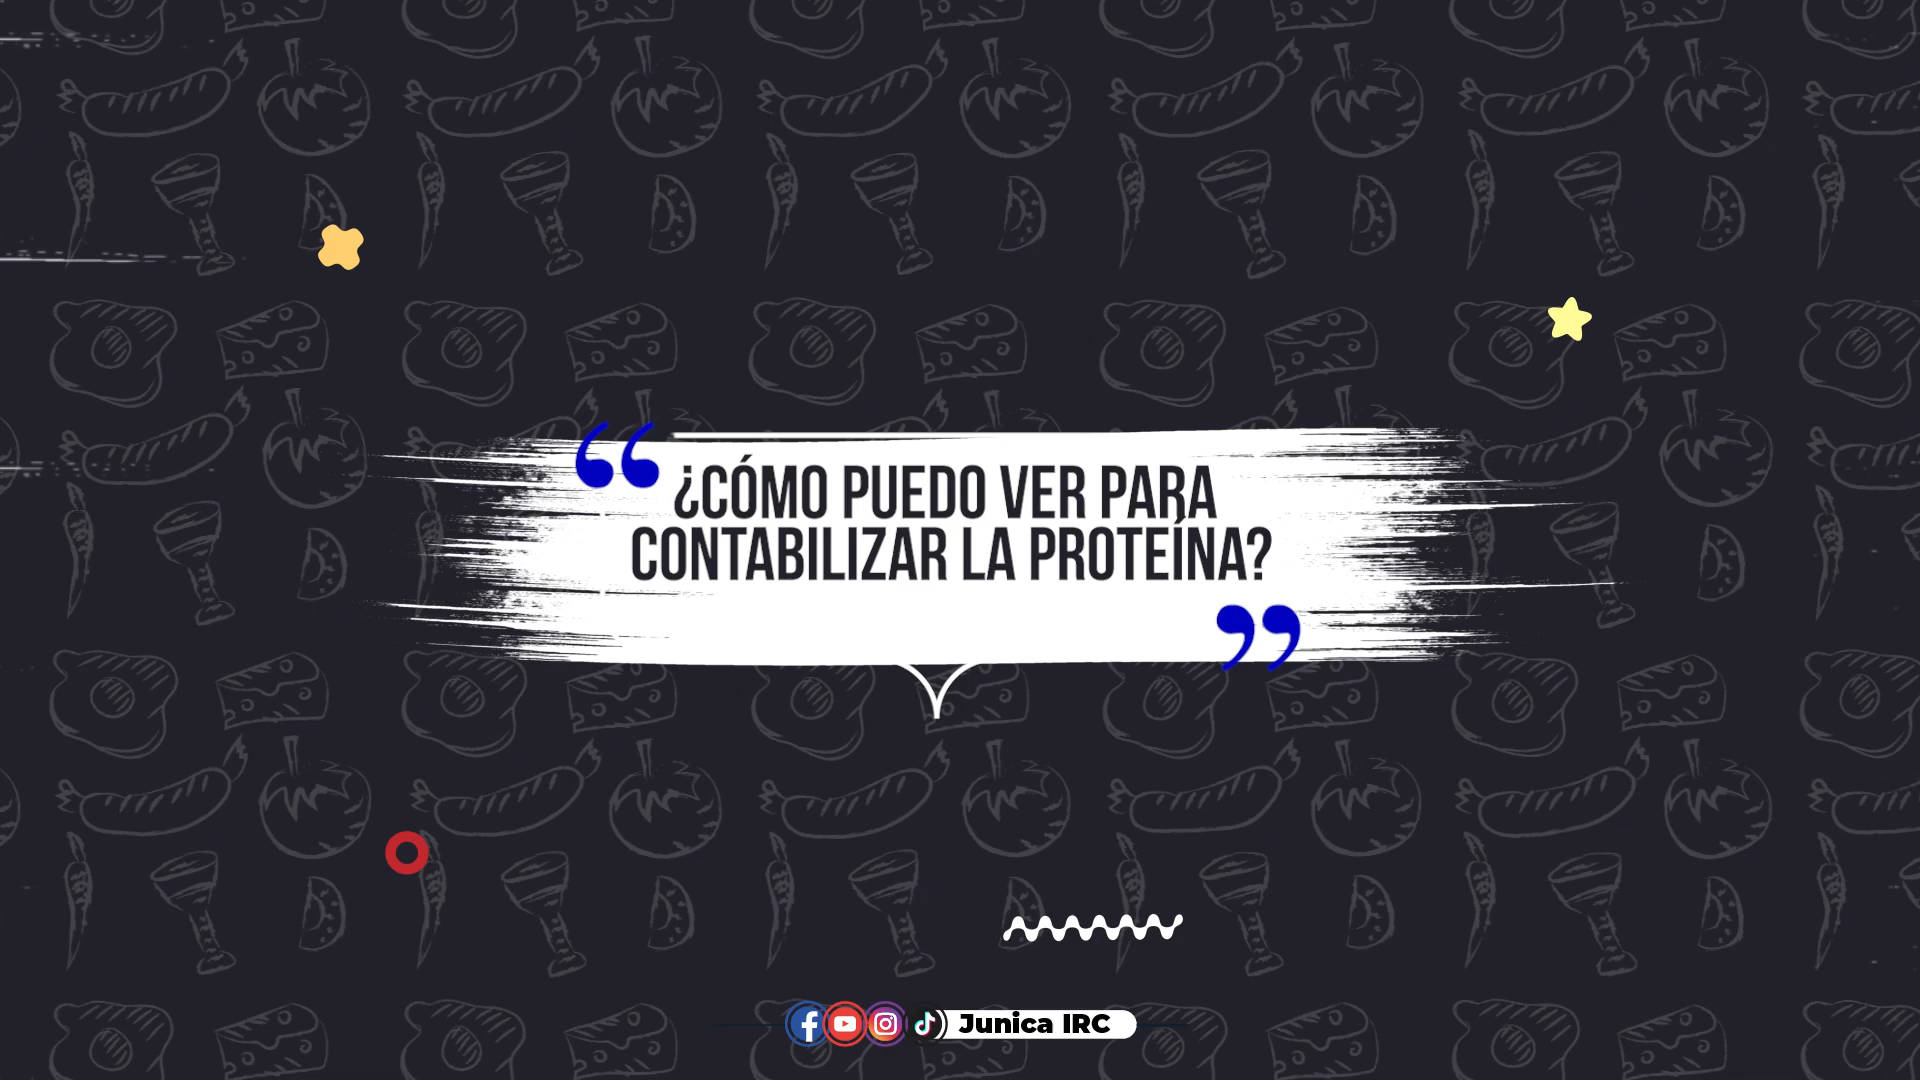 “¿CÓMO PUEDO VER PARA
CONTABILIZAR LA PROTEÍNA?”
Junica IRC